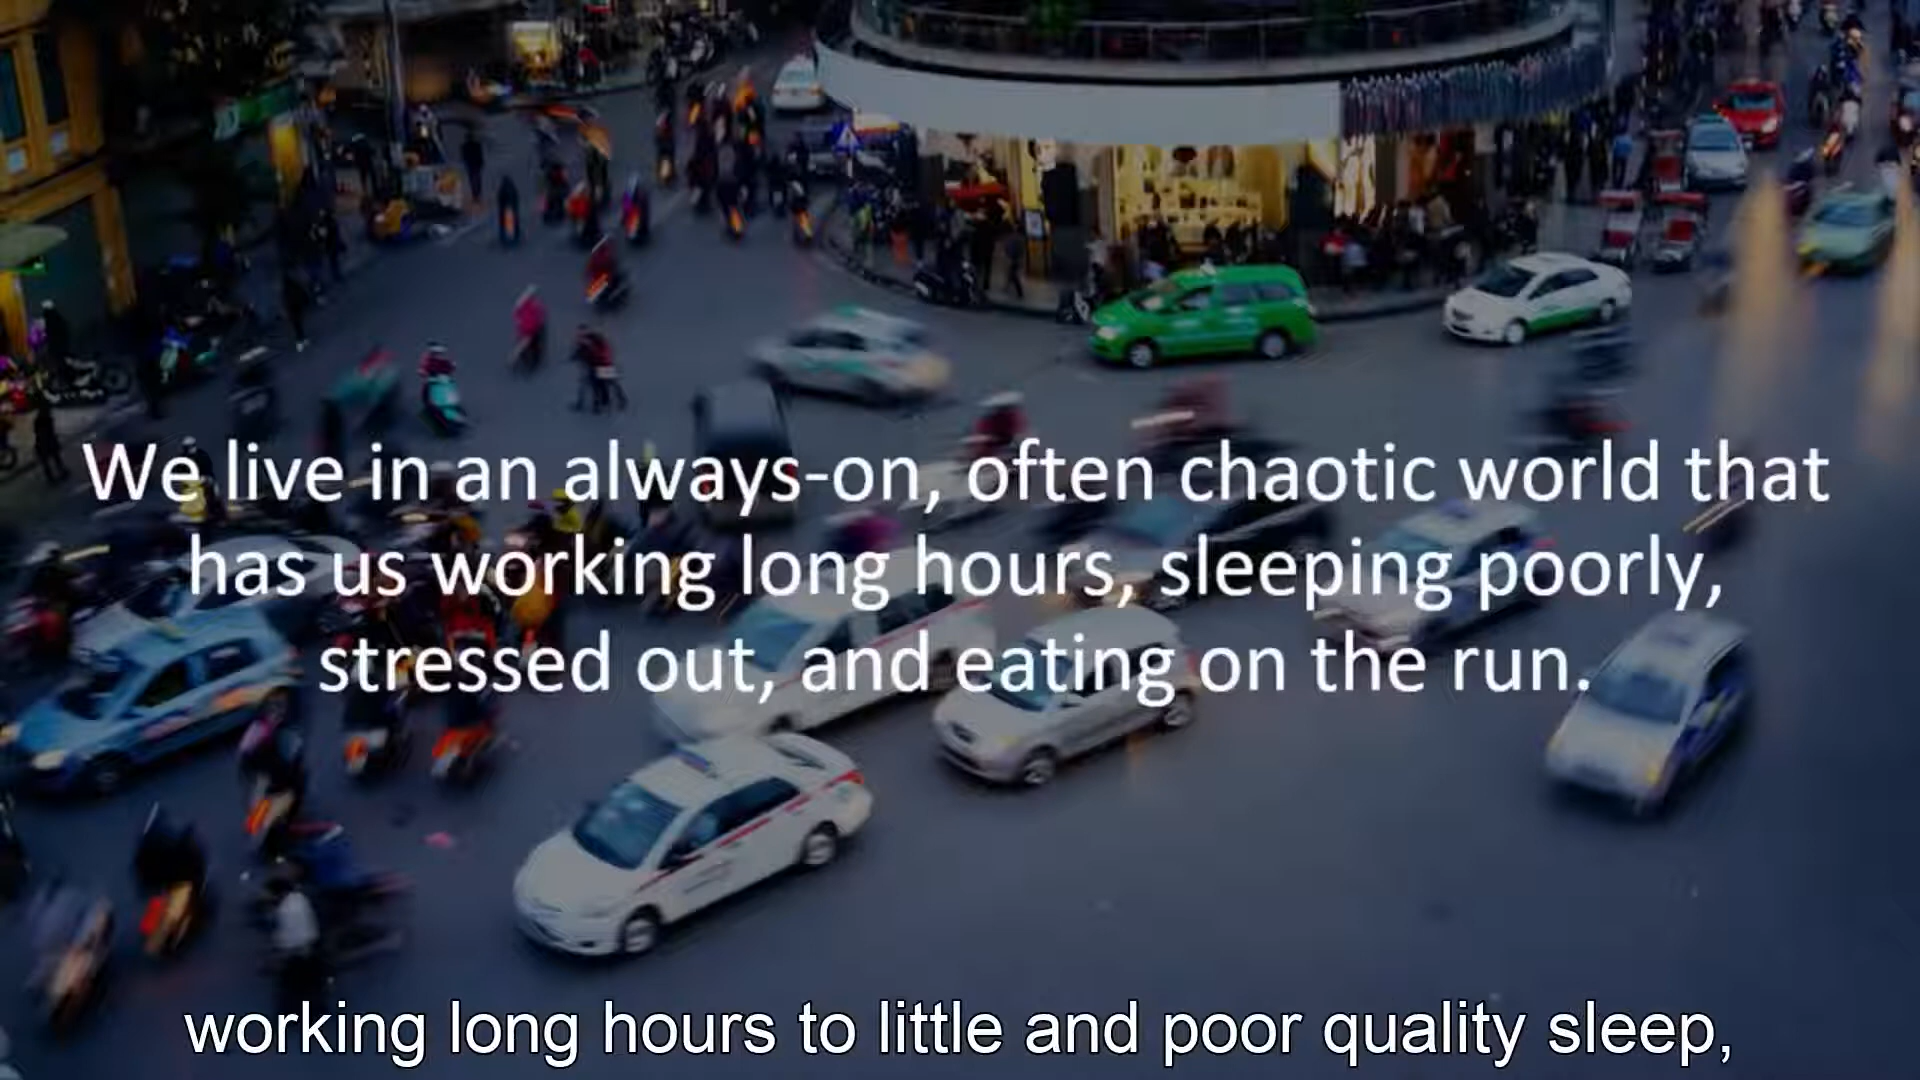 We live in an always-on, often chaotic world that
has us working long hours, sleeping poorly,
stressed out, and eating on the run.
working long hours to little and poor quality sleep,